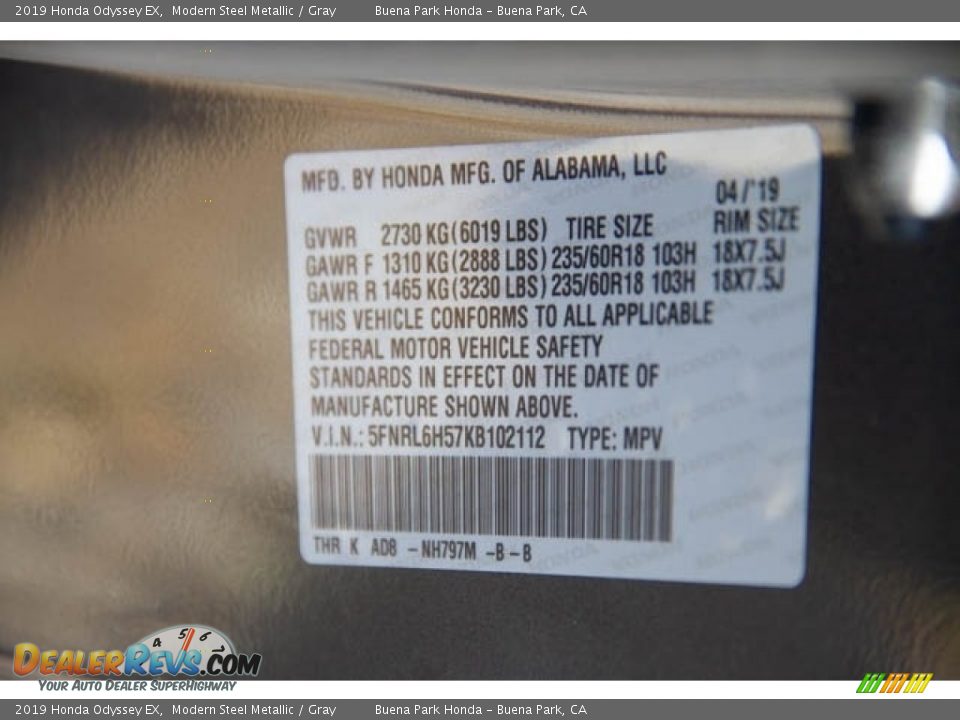 2019 Honda Odyssey EX, Modern Steel Metallic / Gray Buena Park Honda - Buena Park, CA
MFD. BY HONDA MFG. OF ALABAMA, LLC
04/'19
GVWR 2730 KG(6019 LBS) TIRE SIZE RIM SIZE
GAWR F 1310 KG(2888 LBS) 235/60R18 103H 18X7.5J
GAWR R 1465 KG(3230 LBS) 235/60R18 103H 18X7.5J
THIS VEHICLE CONFORMS TO ALL APPLICABLE
FEDERAL MOTOR VEHICLE SAFETY
STANDARDS IN EFFECT ON THE DATE OF
MANUFACTURE SHOWN ABOVE.
V.I.N.: 5FNRL6H57KB102112 TYPE: MPV
THR K AD8 -NH797M -B-B
4 5 6
DEALERREVS.COM
YOUR AUTO DEALER SUPERHIGHWAY
2019 Honda Odyssey EX, Modern Steel Metallic / Gray Buena Park Honda - Buena Park, CA